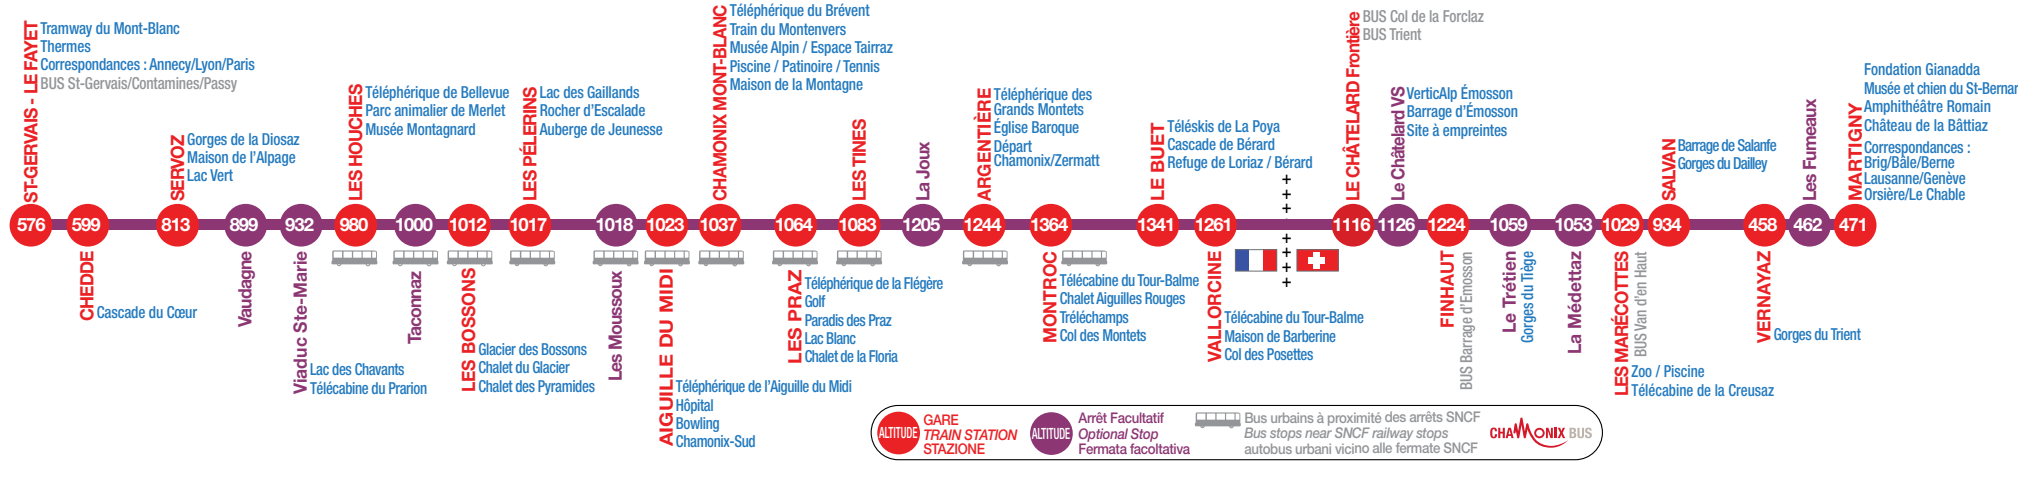 ST-GERVAIS - LE FAYET
Tramway du Mont-Blanc
Thermes
Correspondances : Annecy/Lyon/Paris
BUS St-Gervais/Contamines/Passy
576
599
CHEDDE
Cascade du Cœur
SERVOZ
Gorges de la Diosaz
Maison de l'Alpage
Lac Vert
813
899
Vaudagne
932
Viaduc Ste-Marie
Lac des Chavants
Télécabine du Prarion
LES HOUCHES
Téléphérique de Bellevue
Parc animalier de Merlet
Musée Montagnard
980
1000
Taconnaz
1012
LES BOSSONS
Glacier des Bossons
Chalet du Glacier
Chalet des Pyramides
LES PÉLERINS
Lac des Gaillands
Rocher d'Escalade
Auberge de Jeunesse
1017
1018
Les Moussoux
1023
AIGUILLE DU MIDI
Téléphérique de l'Aiguille du Midi
Hôpital
Bowling
Chamonix-Sud
CHAMONIX MONT-BLANC
Téléphérique du Brévent
Train du Montenvers
Musée Alpin / Espace Tairraz
Piscine / Patinoire / Tennis
Maison de la Montagne
1037
1064
LES PRAZ
Téléphérique de la Flégère
Golf
Paradis des Praz
Lac Blanc
Chalet de la Floria
LES TINES
1083
La Joux
1205
ARGENTIÈRE
Téléphérique des
Grands Montets
Église Baroque
Départ
Chamonix/Zermatt
1244
1364
MONTROC
Télécabine du Tour-Balme
Chalet Aiguilles Rouges
Tréléchamps
Col des Montets
LE BUET
Téléskis de La Poya
Cascade de Bérard
Refuge de Loriaz / Bérard
1341
1261
VALLORCINE
Télécabine du Tour-Balme
Maison de Barberine
Col des Posettes
LE CHÂTELARD Frontière
BUS Col de la Forclaz
BUS Trient
1116
Le Châtelard VS
VerticAlp Émosson
Barrage d'Émosson
Site à empreintes
1126
1224
FINHAUT
BUS Barrage d'Emosson
1059
Le Trétien
Gorges du Tiège
1053
La Médettaz
1029
LES MARÉCOTTES
BUS Van d'en Haut
Zoo / Piscine
Télécabine de la Creusaz
SALVAN
Barrage de Salanfe
Gorges du Dailley
934
458
VERNAYAZ
Gorges du Trient
Les Fumeaux
462
MARTIGNY
Fondation Gianadda
Musée et chien du St-Bernar
Amphithéâtre Romain
Château de la Bâttiaz
Correspondances :
Brig/Bâle/Berne
Lausanne/Genève
Orsière/Le Chable
471
ALTITUDE
GARE
TRAIN STATION
STAZIONE
ALTITUDE
Arrêt Facultatif
Optional Stop
Fermata facoltativa
Bus urbains à proximité des arrêts SNCF
Bus stops near SNCF railway stops
autobus urbani vicino alle fermate SNCF
CHAMONIX BUS